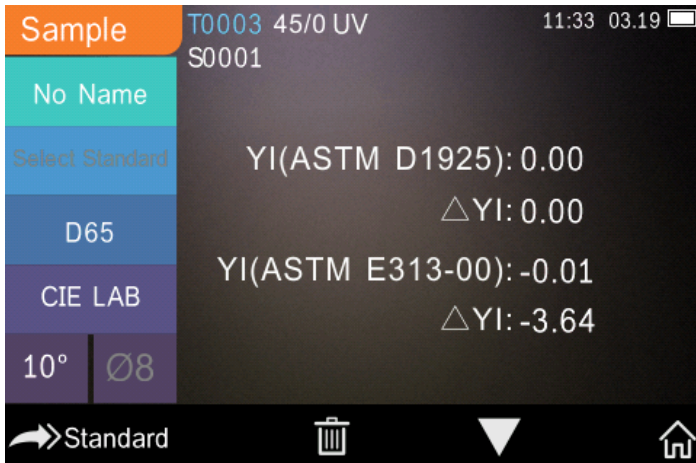 Sample
T0003 45/0 UV
11:33 03.19
S0001
No Name
Select Standard
D65
CIE LAB
10° Ø8
YI(ASTM D1925): 0.00
△YI: 0.00
YI(ASTM E313-00): -0.01
△YI: -3.64
Standard